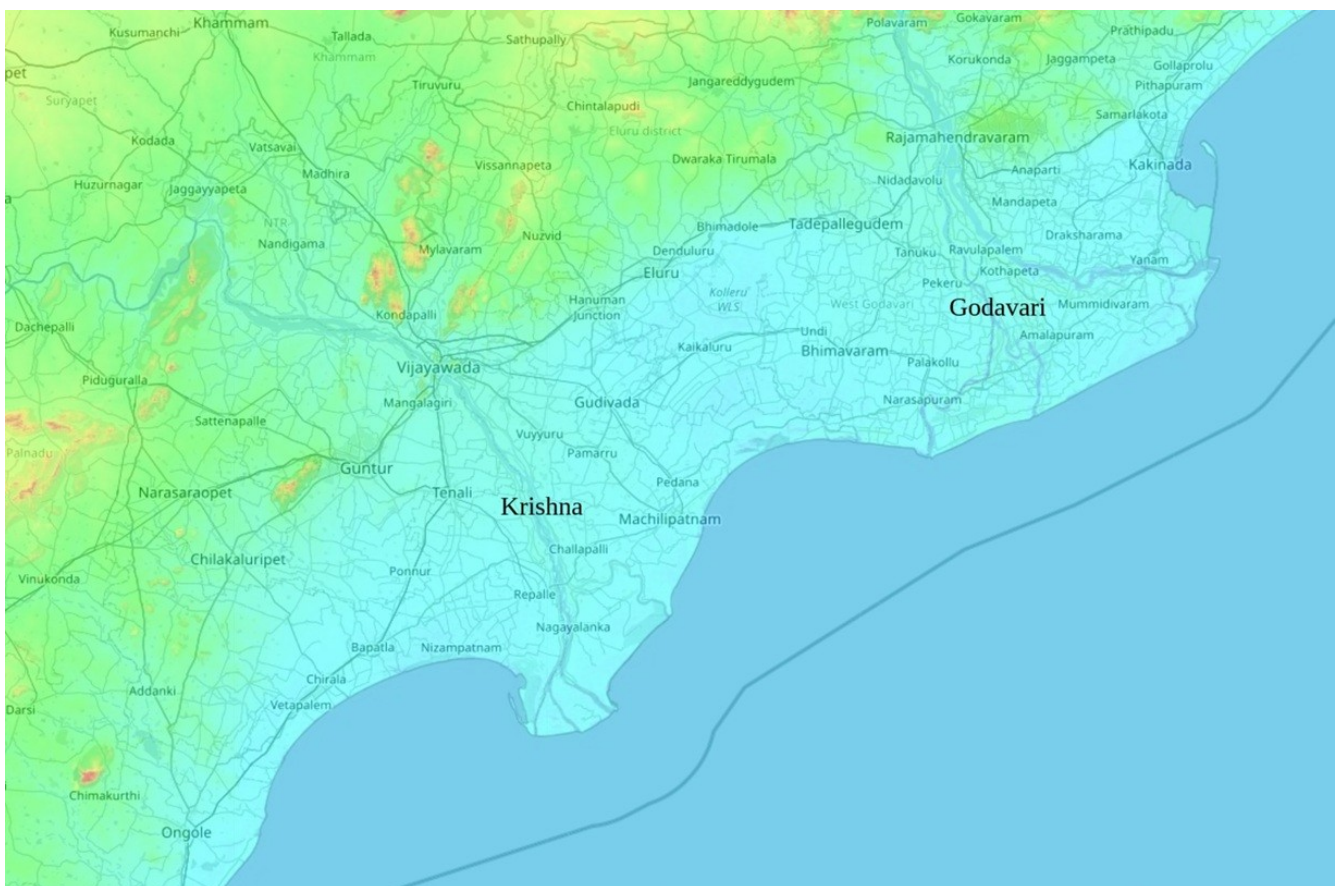 Khammam
Polavaram
Gokavaram
Kusumanchi
Tallada
Sathupally
Prathipadu
Khammam
Korukonda
Jaggampeta
Gollaprolu
pet
Tiruvuru
Jangareddygudem
Pithapuram
Suryapet
Chintalapudi
Samarlakota
Eluru district
Kodada
Vatsavai
Rajamahendravaram
Vissannapeta
Dwaraka Tirumala
Kakinada
Madhira
Anaparti
Huzurnagar
Jaggayyapeta
Nidadavolu
Mandapeta
NTR
Bhimadole
Tadepallegudem
Nandigama
Mylavaram
Nuzvid
Draksharama
Denduluru
Tanuku
Ravulapalem
Yanam
Eluru
Kothapeta
Pekeru
Kolleru
WLS
Hanuman
Junction
West Godavari
Godavari
Mummidivaram
Kondapalli
Dachepalli
Undi
Amalapuram
Kaikaluru
Bhimavaram
Vijayawada
Palakollu
Piduguralla
Mangalagiri
Gudivada
Narasapuram
Sattenapalle
Vuyyuru
Palnadu
Pamarru
Guntur
Pedana
Narasaraopet
Tenali
Krishna
Machilipatnam
Challapalli
Chilakaluripet
Ponnur
Vinukonda
Repalle
Nagayalanka
Bapatla
Nizampatnam
Chirala
Addanki
Vetapalem
Darsi
Chimakurthi
Ongole